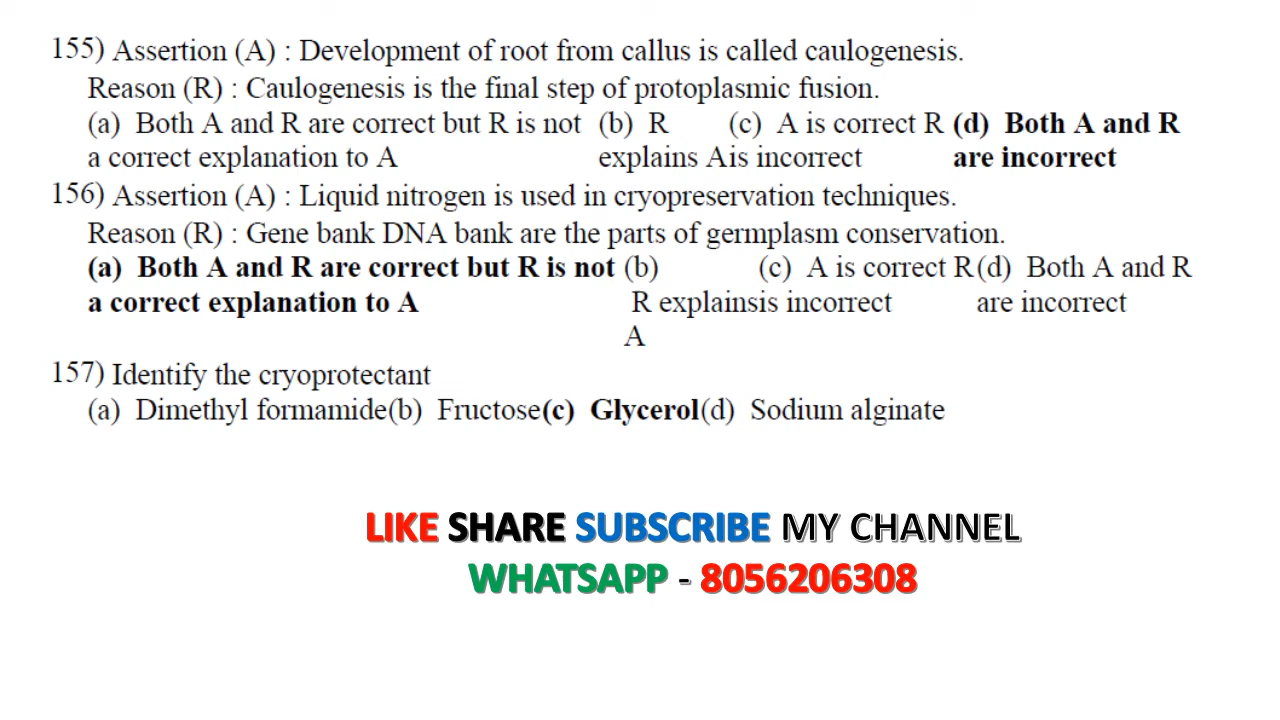 155) Assertion (A) : Development of root from callus is called caulogenesis.
Reason (R) : Caulogenesis is the final step of protoplasmic fusion.
(a) Both A and R are correct but R is not (b) R (c) A is correct R (d) Both A and R
a correct explanation to A explains A is incorrect are incorrect
156) Assertion (A) : Liquid nitrogen is used in cryopreservation techniques.
Reason (R) : Gene bank DNA bank are the parts of germplasm conservation.
(a) Both A and R are correct but R is not (b) (c) A is correct R (d) Both A and R
a correct explanation to A R explains is incorrect are incorrect
A
157) Identify the cryoprotectant
(a) Dimethyl formamide (b) Fructose (c) Glycerol (d) Sodium alginate
LIKE SHARE SUBSCRIBE MY CHANNEL
WHATSAPP - 8056206308